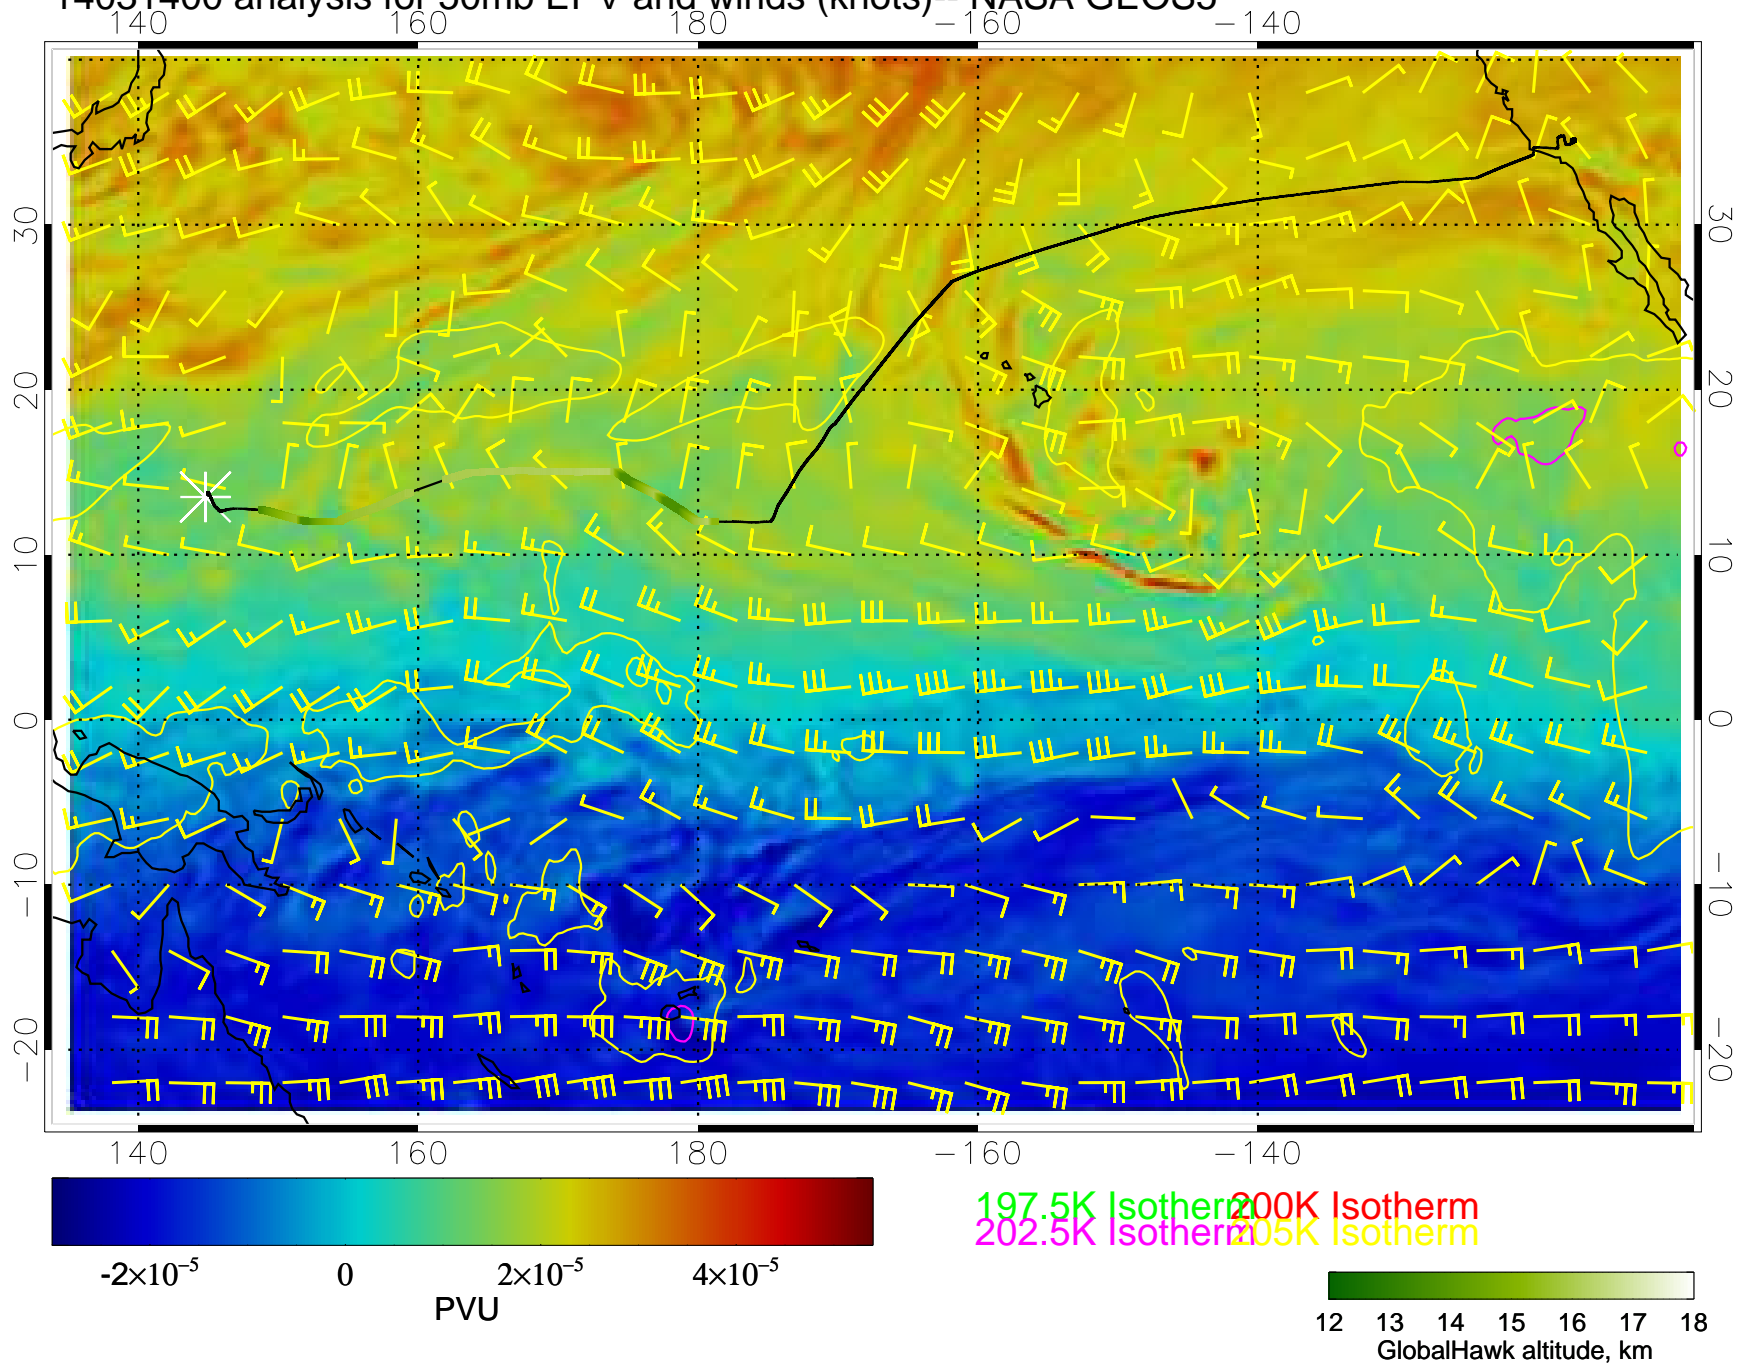 14031400 analysis for 50mb EPV and winds (knots)-- NASA GEOS5
140 160 180 −160 −140
30 30
20 20
10 10
0 0
−10 −10
−20 −20
140 160 180 −160 −140
-2×10⁻⁵ 0 2×10⁻⁵ 4×10⁻⁵
PVU
197.5K Isotherm 200K Isotherm
202.5K Isotherm 205K Isotherm
12 13 14 15 16 17 18
GlobalHawk altitude, km